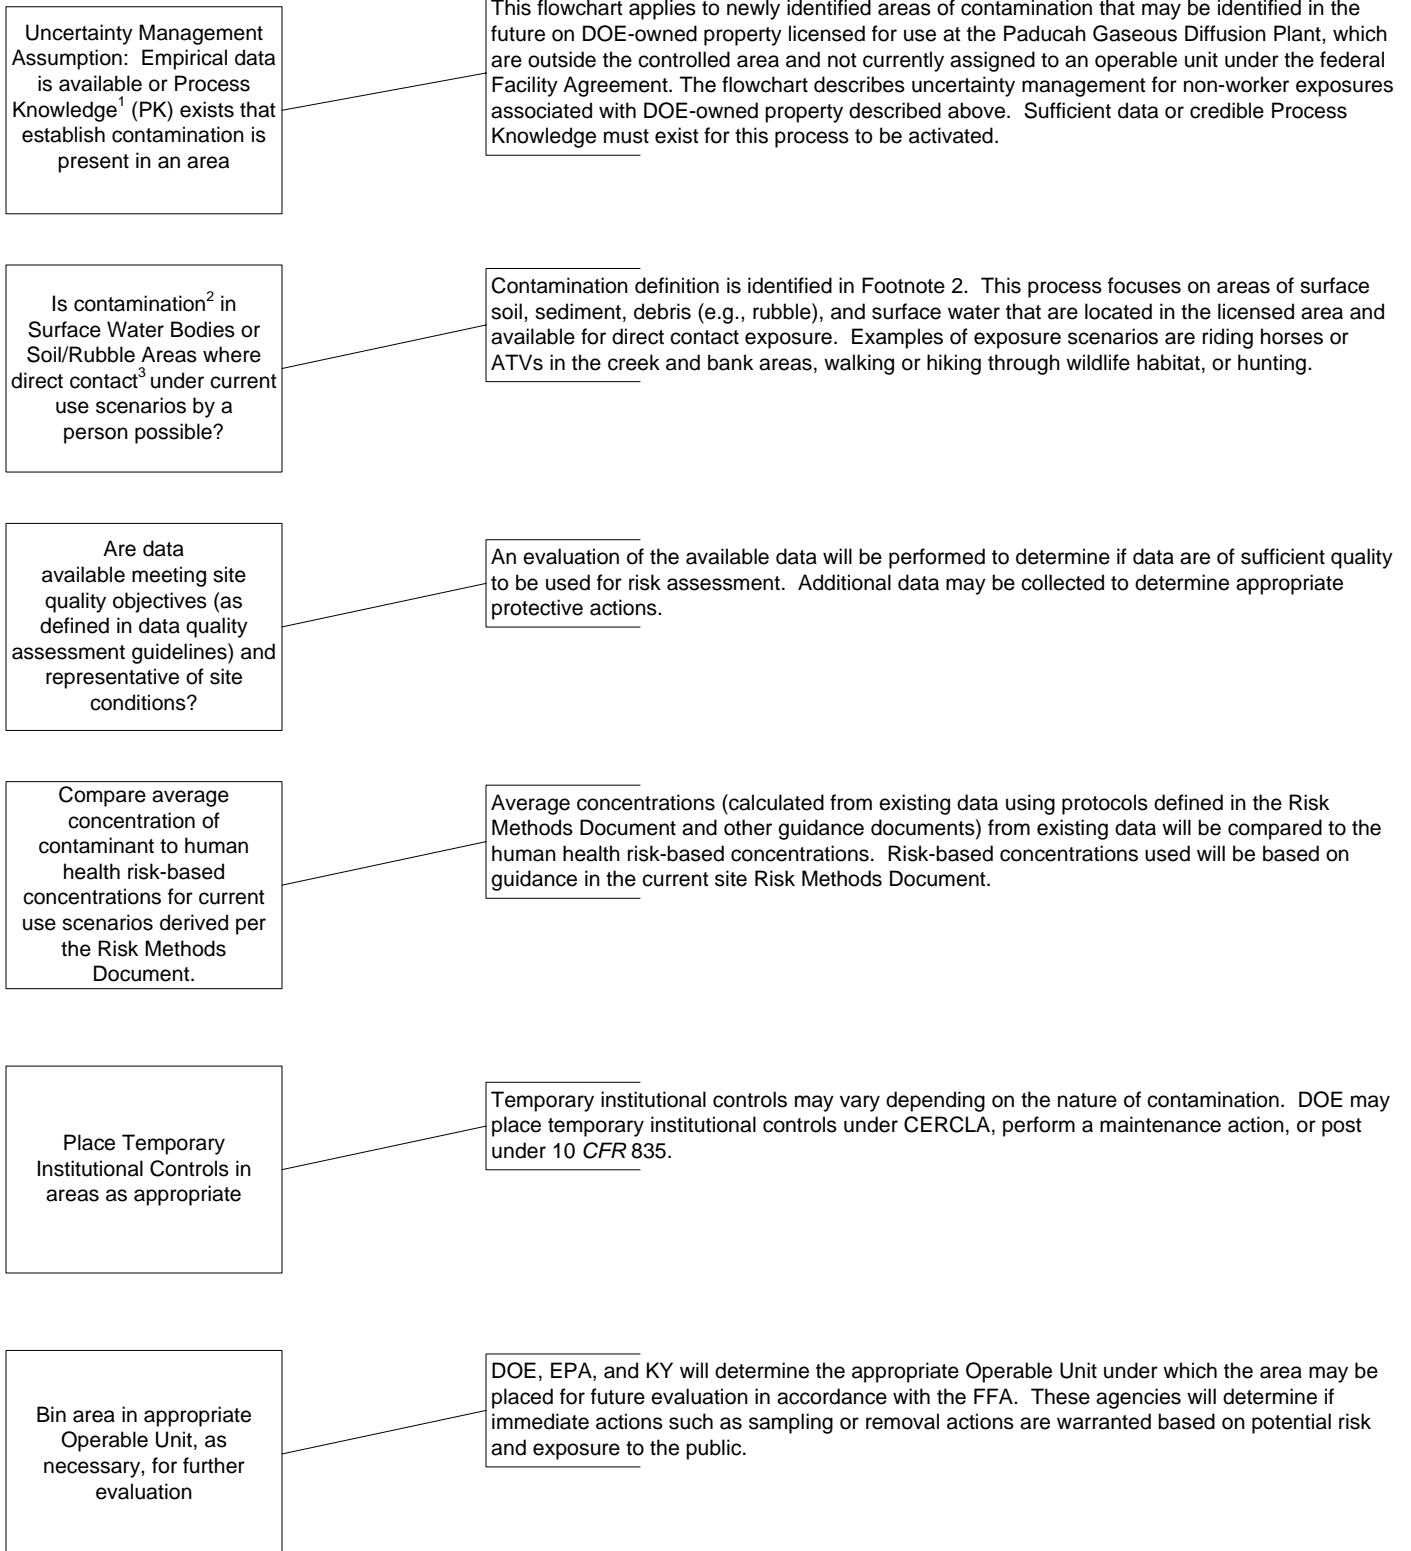 Uncertainty Management
Assumption: Empirical data
is available or Process
Knowledge1 (PK) exists that
establish contamination is
present in an area
This flowchart applies to newly identified areas of contamination that may be identified in the
future on DOE-owned property licensed for use at the Paducah Gaseous Diffusion Plant, which
are outside the controlled area and not currently assigned to an operable unit under the federal
Facility Agreement. The flowchart describes uncertainty management for non-worker exposures
associated with DOE-owned property described above. Sufficient data or credible Process
Knowledge must exist for this process to be activated.
Is contamination2 in
Surface Water Bodies or
Soil/Rubble Areas where
direct contact3 under current
use scenarios by a
person possible?
Contamination definition is identified in Footnote 2. This process focuses on areas of surface
soil, sediment, debris (e.g., rubble), and surface water that are located in the licensed area and
available for direct contact exposure. Examples of exposure scenarios are riding horses or
ATVs in the creek and bank areas, walking or hiking through wildlife habitat, or hunting.
Are data
available meeting site
quality objectives (as
defined in data quality
assessment guidelines) and
representative of site
conditions?
An evaluation of the available data will be performed to determine if data are of sufficient quality
to be used for risk assessment. Additional data may be collected to determine appropriate
protective actions.
Compare average
concentration of
contaminant to human
health risk-based
concentrations for current
use scenarios derived per
the Risk Methods
Document.
Average concentrations (calculated from existing data using protocols defined in the Risk
Methods Document and other guidance documents) from existing data will be compared to the
human health risk-based concentrations. Risk-based concentrations used will be based on
guidance in the current site Risk Methods Document.
Place Temporary
Institutional Controls in
areas as appropriate
Temporary institutional controls may vary depending on the nature of contamination. DOE may
place temporary institutional controls under CERCLA, perform a maintenance action, or post
under 10 CFR 835.
Bin area in appropriate
Operable Unit, as
necessary, for further
evaluation
DOE, EPA, and KY will determine the appropriate Operable Unit under which the area may be
placed for future evaluation in accordance with the FFA. These agencies will determine if
immediate actions such as sampling or removal actions are warranted based on potential risk
and exposure to the public.